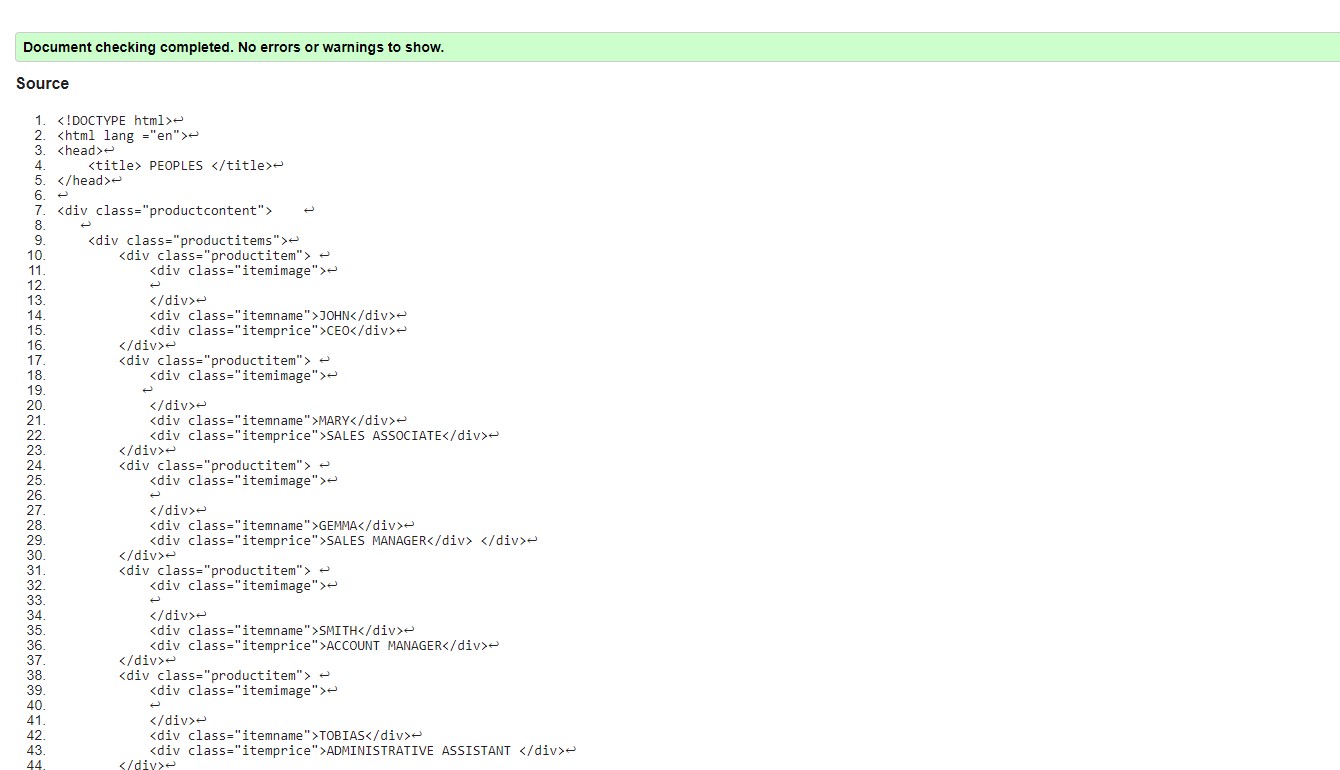 Document checking completed. No errors or warnings to show.
Source
1. <!DOCTYPE html>↩
2. <html lang ="en">↩
3. <head>↩
4.     <title> PEOPLES </title>↩
5. </head>↩
6. ↩
7. <div class="productcontent">    ↩
8.    ↩
9.     <div class="productitems">↩
10.         <div class="productitem"> ↩
11.             <div class="itemimage">↩
12.             ↩
13.             </div>↩
14.             <div class="itemname">JOHN</div>↩
15.             <div class="itemprice">CEO</div>↩
16.         </div>↩
17.         <div class="productitem"> ↩
18.             <div class="itemimage">↩
19.            ↩
20.             </div>↩
21.             <div class="itemname">MARY</div>↩
22.             <div class="itemprice">SALES ASSOCIATE</div>↩
23.         </div>↩
24.         <div class="productitem"> ↩
25.             <div class="itemimage">↩
26.             ↩
27.             </div>↩
28.             <div class="itemname">GEMMA</div>↩
29.             <div class="itemprice">SALES MANAGER</div> </div>↩
30.         </div>↩
31.         <div class="productitem"> ↩
32.             <div class="itemimage">↩
33.             ↩
34.             </div>↩
35.             <div class="itemname">SMITH</div>↩
36.             <div class="itemprice">ACCOUNT MANAGER</div>↩
37.         </div>↩
38.         <div class="productitem"> ↩
39.             <div class="itemimage">↩
40.             ↩
41.             </div>↩
42.             <div class="itemname">TOBIAS</div>↩
43.             <div class="itemprice">ADMINISTRATIVE ASSISTANT </div>↩
44.         </div>↩